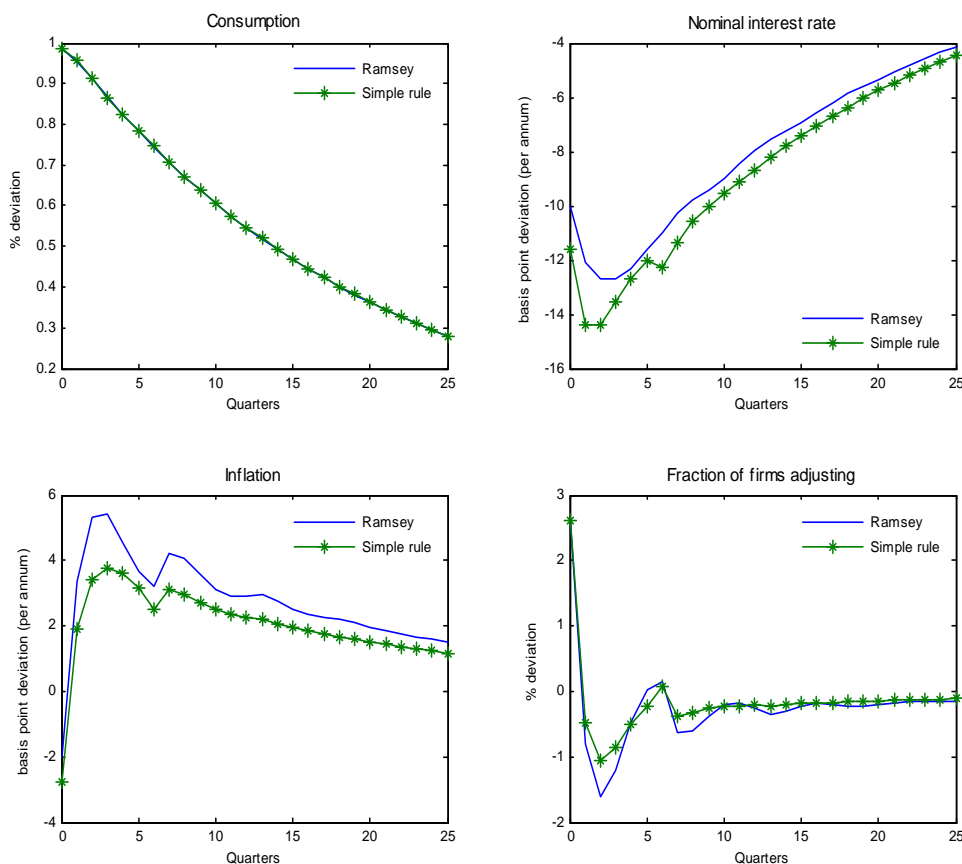 Consumption
1
0.9
0.8
0.7
0.6
0.5
0.4
0.3
0.2
% deviation
Ramsey
Simple rule
0 5 10 15 20 25
Quarters
Nominal interest rate
-4
-6
-8
-10
-12
-14
-16
basis point deviation (per annum)
Ramsey
Simple rule
0 5 10 15 20 25
Quarters
Inflation
6
4
2
0
-2
-4
basis point deviation (per annum)
Ramsey
Simple rule
0 5 10 15 20 25
Quarters
Fraction of firms adjusting
3
2
1
0
-1
-2
% deviation
Ramsey
Simple rule
0 5 10 15 20 25
Quarters